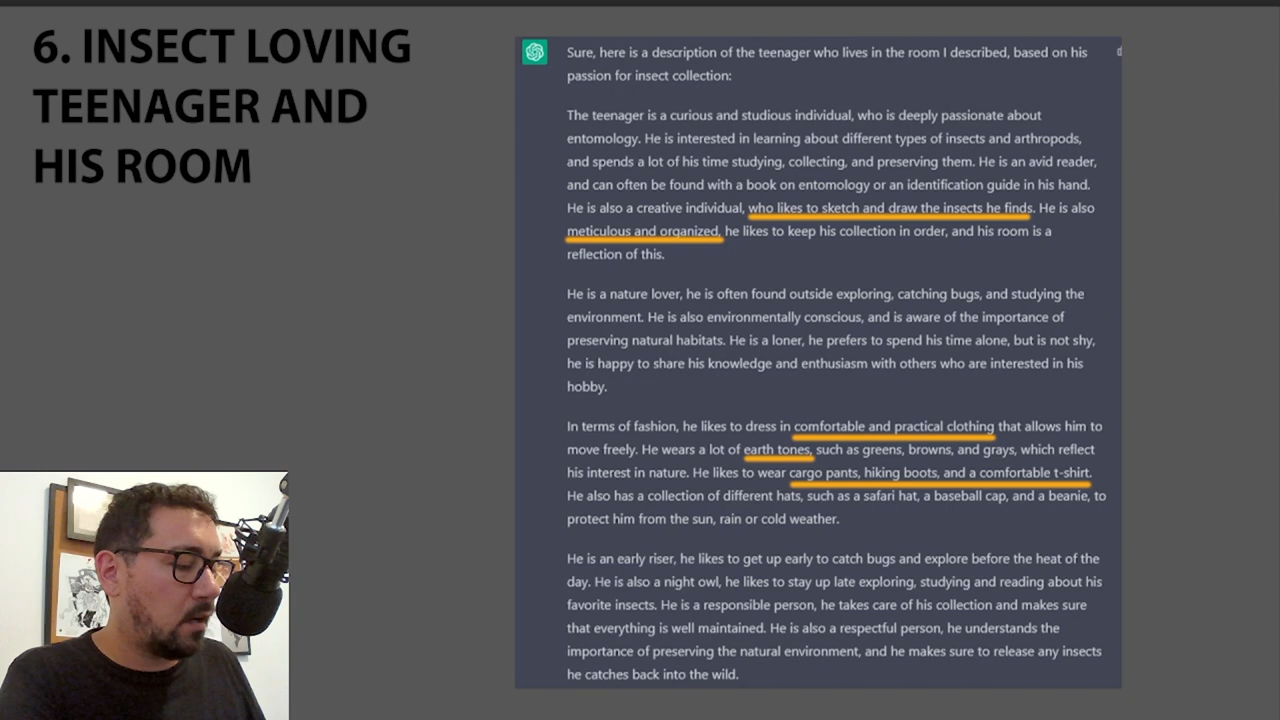 6. INSECT LOVING
TEENAGER AND
HIS ROOM
Sure, here is a description of the teenager who lives in the room I described, based on his
passion for insect collection:
The teenager is a curious and studious individual, who is deeply passionate about
entomology. He is interested in learning about different types of insects and arthropods,
and spends a lot of his time studying, collecting, and preserving them. He is an avid reader,
and can often be found with a book on entomology or an identification guide in his hand.
He is also a creative individual, who likes to sketch and draw the insects he finds. He is also
meticulous and organized, he likes to keep his collection in order, and his room is a
reflection of this.
He is a nature lover, he is often found outside exploring, catching bugs, and studying the
environment. He is also environmentally conscious, and is aware of the importance of
preserving natural habitats. He is a loner, he prefers to spend his time alone, but is not shy,
he is happy to share his knowledge and enthusiasm with others who are interested in his
hobby.
In terms of fashion, he likes to dress in comfortable and practical clothing that allows him to
move freely. He wears a lot of earth tones, such as greens, browns, and grays, which reflect
his interest in nature. He likes to wear cargo pants, hiking boots, and a comfortable t-shirt.
He also has a collection of different hats, such as a safari hat, a baseball cap, and a beanie, to
protect him from the sun, rain or cold weather.
He is an early riser, he likes to get up early to catch bugs and explore before the heat of the
day. He is also a night owl, he likes to stay up late exploring, studying and reading about his
favorite insects. He is a responsible person, he takes care of his collection and makes sure
that everything is well maintained. He is also a respectful person, he understands the
importance of preserving the natural environment, and he makes sure to release any insects
he catches back into the wild.